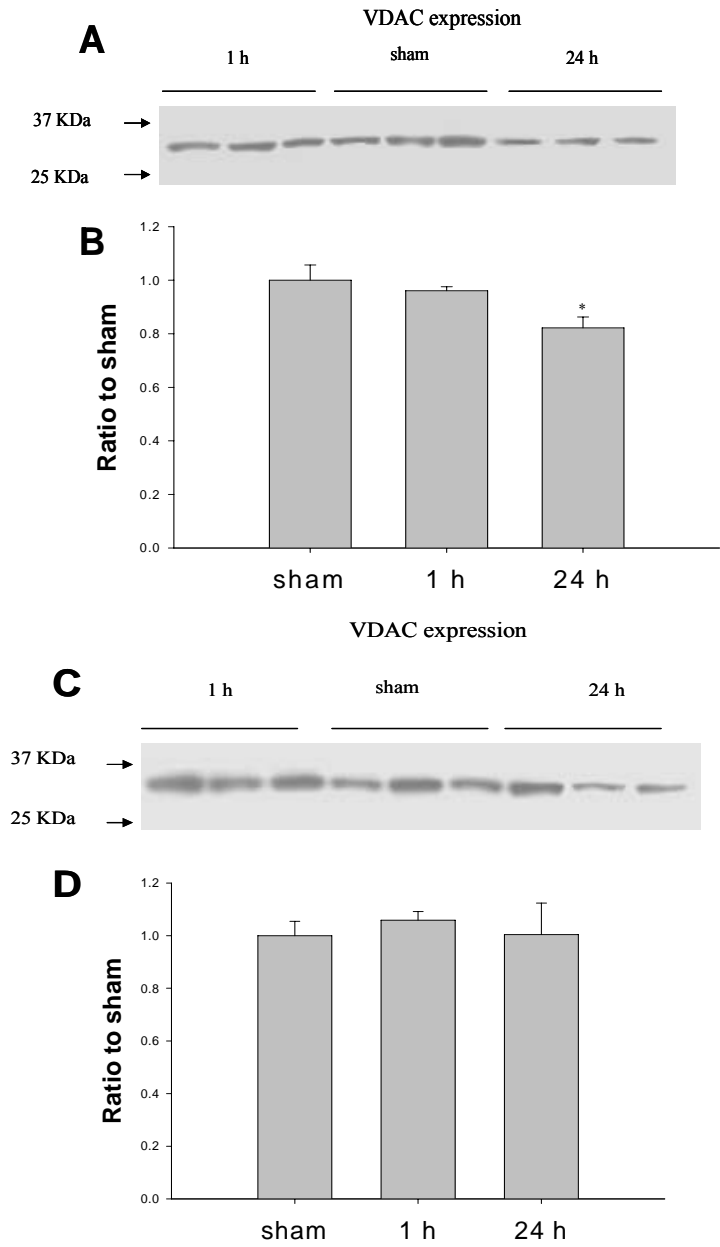 VDAC expression
A
1 h sham 24 h
37 KDa
25 KDa
B
1.2
1.0
0.8
0.6
0.4
0.2
0.0
Ratio to sham
*
sham 1 h 24 h
VDAC expression
C
1 h sham 24 h
37 KDa
25 KDa
D
1.2
1.0
0.8
0.6
0.4
0.2
0.0
Ratio to sham
sham 1 h 24 h